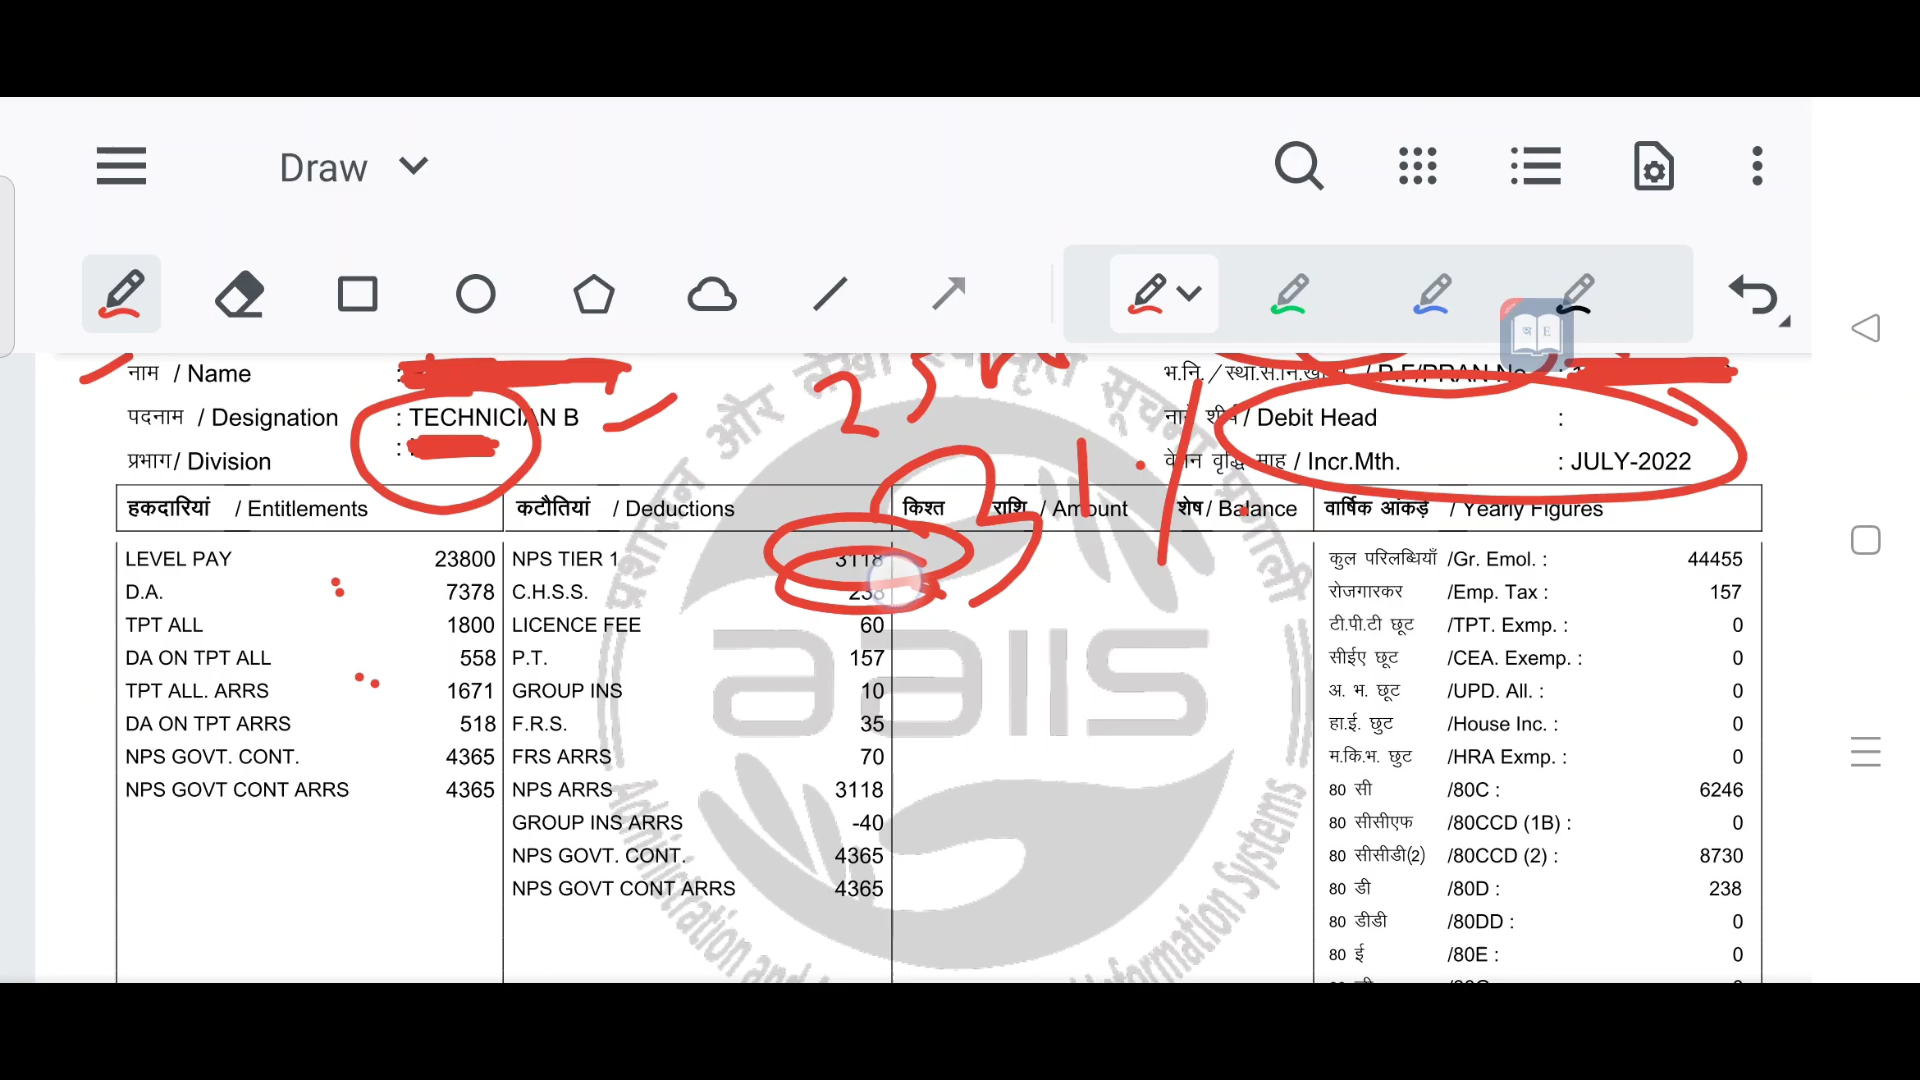 Draw
नाम / Name :
पदनाम / Designation : TECHNICIAN B
प्रभाग/ Division :
/ P.F/PRAN No. :
/ Debit Head :
/ Incr.Mth. : JULY-2022
हकदारियां / Entitlements कटौतियां / Deductions किश्त राशि / Amount शेष/ Balance वार्षिक आंकड़े / Yearly Figures
LEVEL PAY 23800 NPS TIER 1 3118 कुल परिलब्धियाँ /Gr. Emol. : 44455
D.A. 7378 C.H.S.S. 238 रोजगारकर /Emp. Tax : 157
TPT ALL 1800 LICENCE FEE 60 टी.पी.टी छूट /TPT. Exmp. : 0
DA ON TPT ALL 558 P.T. 157 सीईए छूट /CEA. Exemp. : 0
TPT ALL. ARRS 1671 GROUP INS 10 अ. भ. छूट /UPD. All. : 0
DA ON TPT ARRS 518 F.R.S. 35 हा.ई. छुट /House Inc. : 0
NPS GOVT. CONT. 4365 FRS ARRS 70 म.कि.भ. छुट /HRA Exmp. : 0
NPS GOVT CONT ARRS 4365 NPS ARRS 3118 80 सी /80C : 6246
GROUP INS ARRS -40 80 सीसीएफ /80CCD (1B) : 0
NPS GOVT. CONT. 4365 80 सीसीडी(2) /80CCD (2) : 8730
NPS GOVT CONT ARRS 4365 80 डी /80D : 238
80 डीडी /80DD : 0
80 ई /80E : 0
aaiis